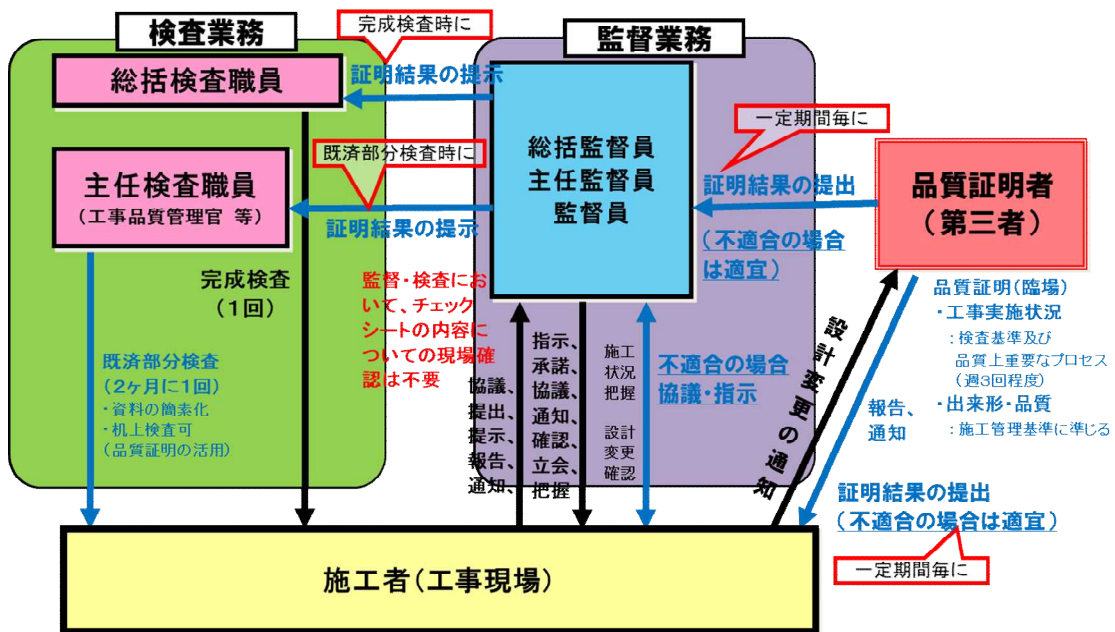 検査業務
完成検査時に
監督業務
総括検査職員
証明結果の提示
既済部分検査時に
主任検査職員
(工事品質管理官 等)
証明結果の提示
総括監督員
主任監督員
監督員
一定期間毎に
証明結果の提出
(不適合の場合
は適宜)
品質証明者
(第三者)
完成検査
(1回)
監督・検査にお
いて、チェック
シートの内容に
ついての現場確
認は不要
既済部分検査
(2ヶ月に1回)
・資料の簡素化
・机上検査可
(品質証明の活用)
協議、
提出、
提示、
報告、
通知、
指示、
承諾、
協議、
通知、
確認、
立会、
把握
施工
状況
把握
設計
変更
確認
不適合の場合
協議・指示
設計変更の通知
品質証明(臨場)
・工事実施状況
：検査基準及び
品質上重要なプロセス
(週3回程度)
・出来形・品質
：施工管理基準に準じる
報告、
通知
証明結果の提出
(不適合の場合は適宜)
一定期間毎に
施工者(工事現場)